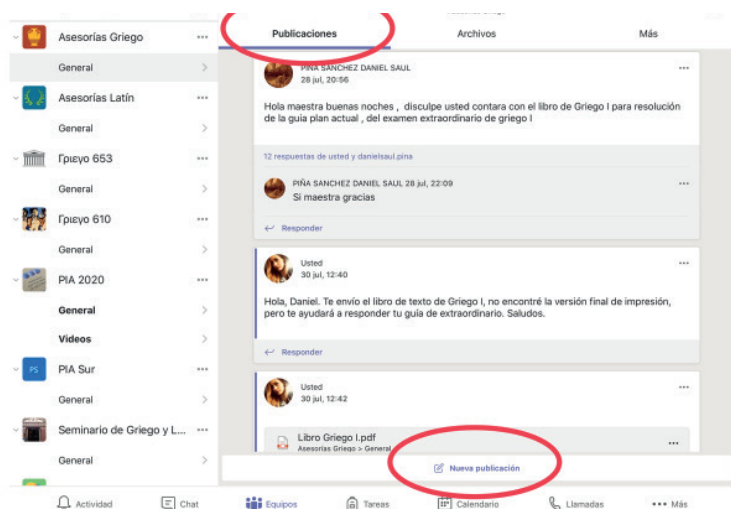 Asesorías Griego
General
Asesorías Latín
General
Γριεγο 653
General
Γριεγο 610
General
PIA 2020
General
Videos
PS PIA Sur
General
Seminario de Griego y L...
General
Publicaciones Archivos Más
PIÑA SANCHEZ DANIEL SAUL
28 jul, 20:56
Hola maestra buenas noches , disculpe usted contara con el libro de Griego I para resolución
de la guia plan actual , del examen extraordinario de griego I
12 respuestas de usted y danielsaul.pina
PIÑA SANCHEZ DANIEL SAUL 28 jul, 22:09
Si maestra gracias
Responder
Usted
30 jul, 12:40
Hola, Daniel. Te envío el libro de texto de Griego I, no encontré la versión final de impresión,
pero te ayudará a responder tu guía de extraordinario. Saludos.
Responder
Usted
30 jul, 12:42
Libro Griego I.pdf
Asesorías Griego > General
Nueva publicación
Actividad Chat Equipos Tareas Calendario Llamadas Más